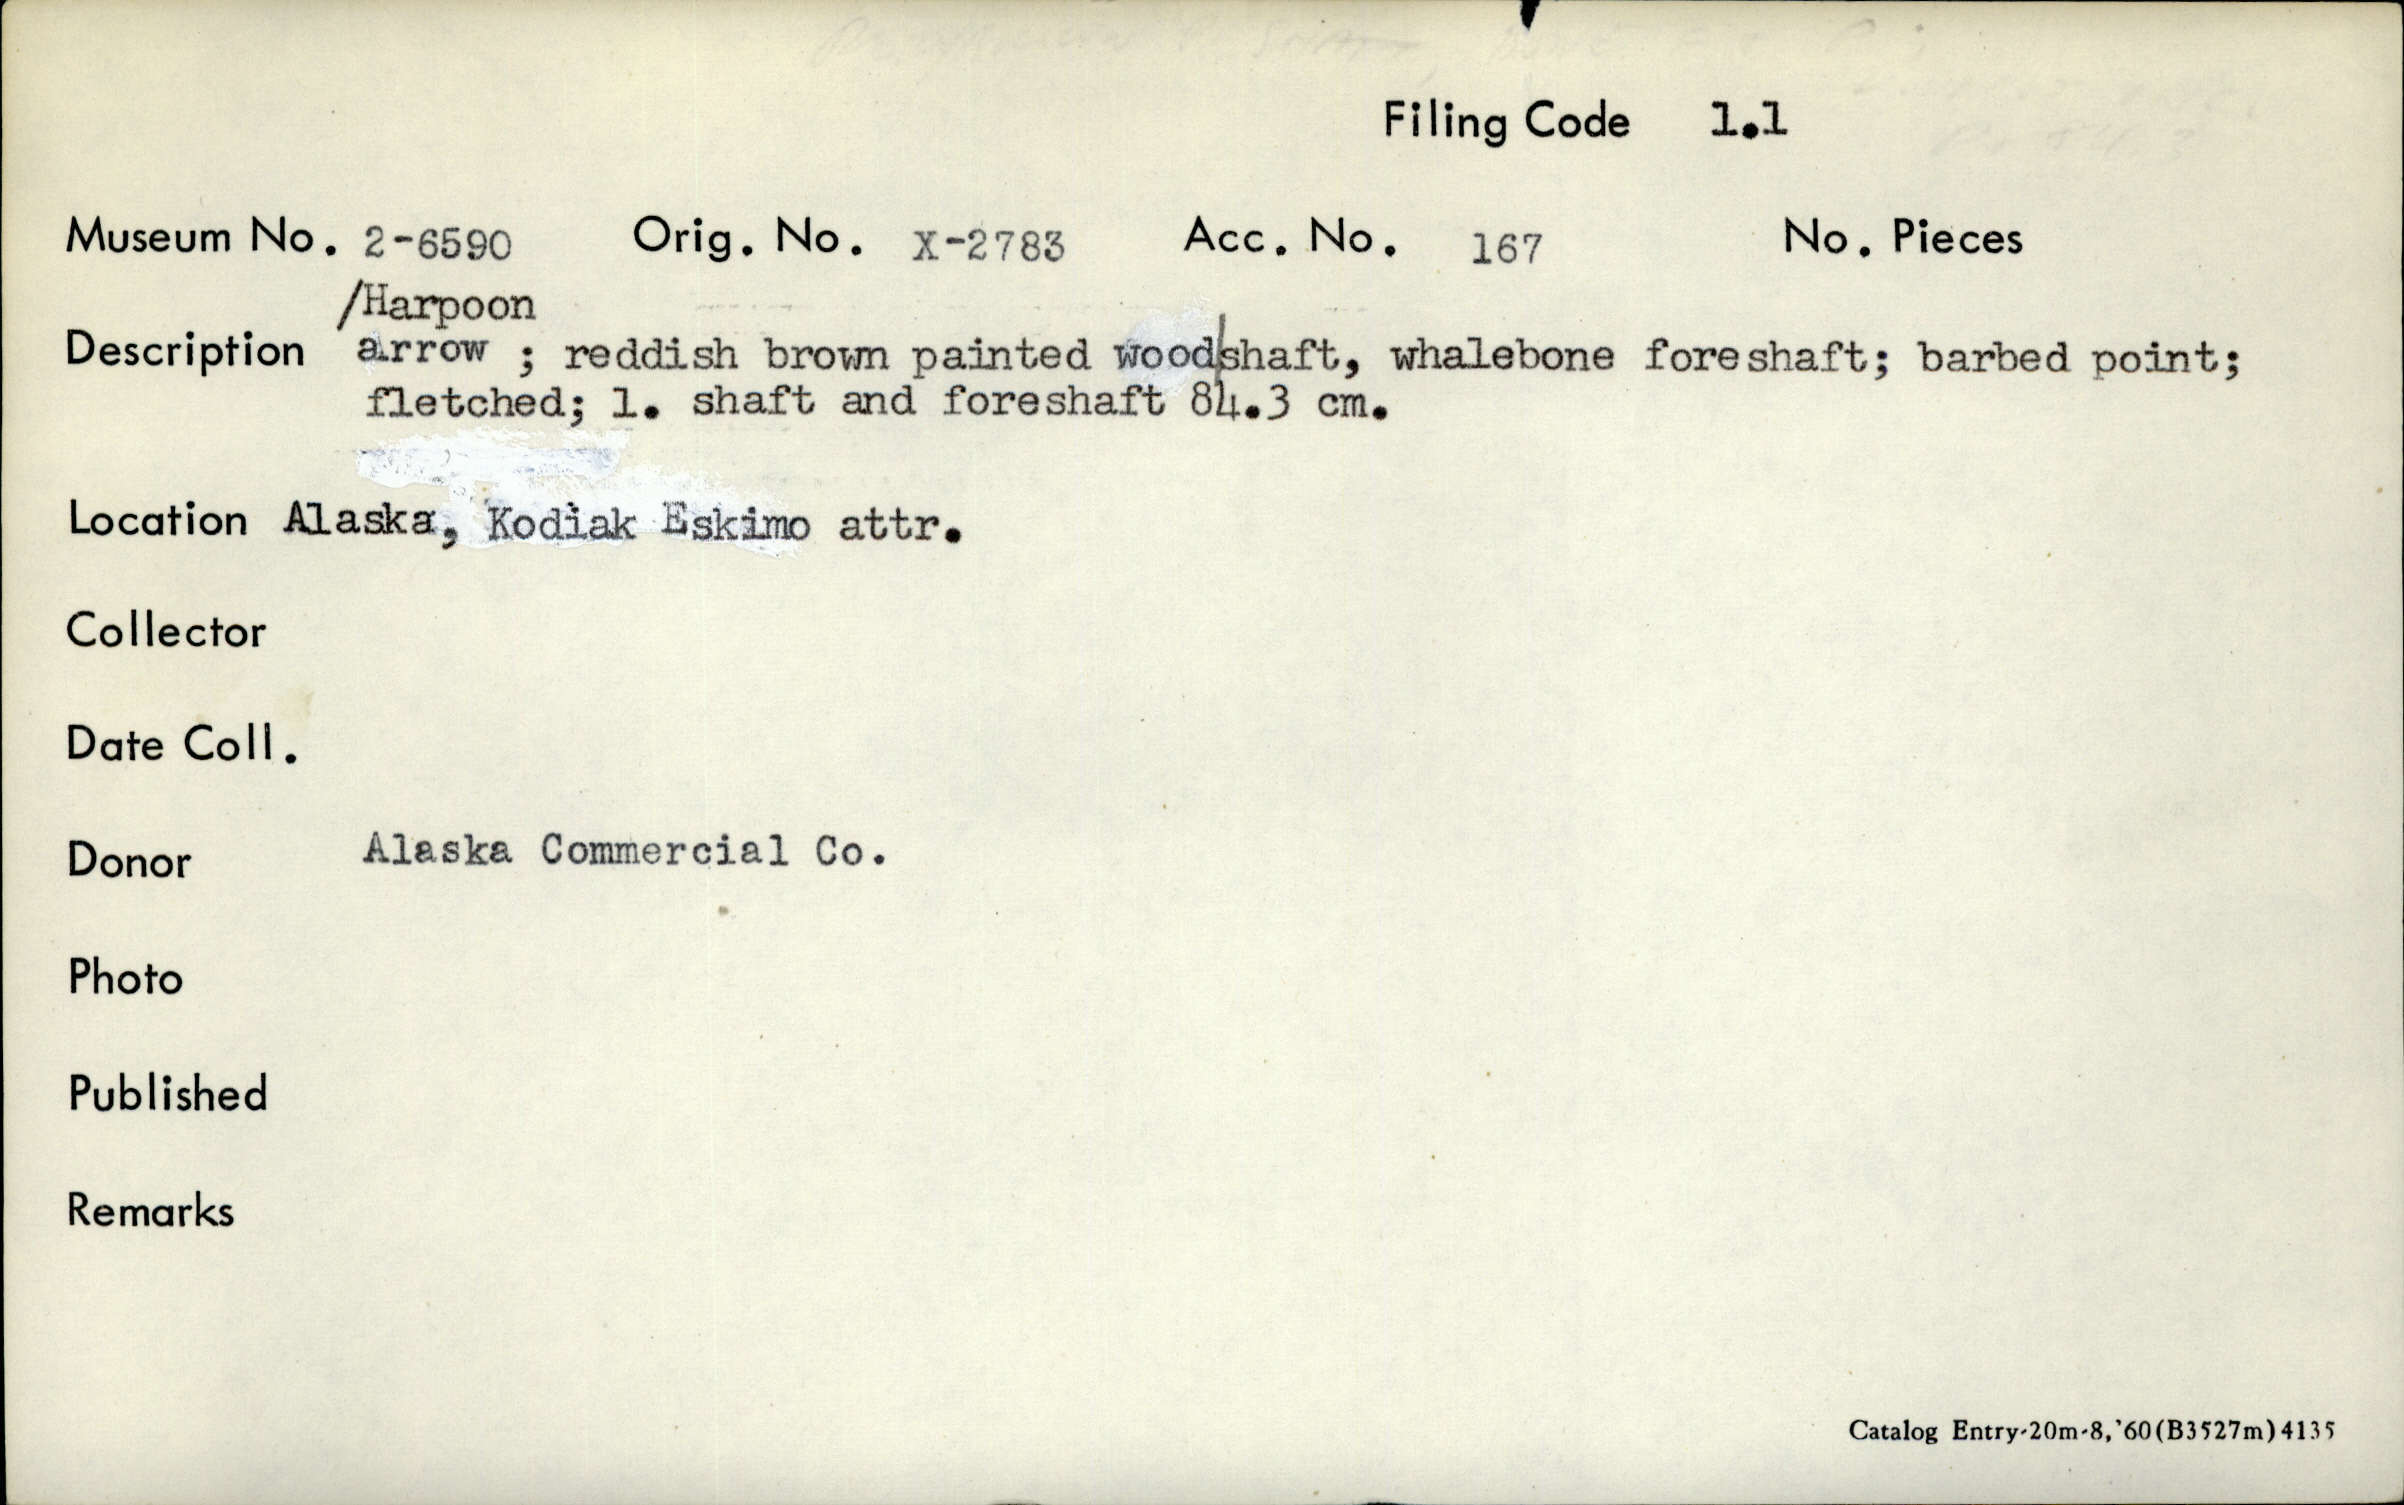 Filing Code 1.1
Museum No. 2-6590 Orig. No. X-2783 Acc. No. 167 No. Pieces
/Harpoon
Description arrow ; reddish brown painted wood|shaft, whalebone foreshaft; barbed point;
fletched; l. shaft and foreshaft 84.3 cm.
Location Alaska, Kodiak Eskimo attr.
Collector
Date Coll.
Donor Alaska Commercial Co.
Photo
Published
Remarks
Catalog Entry-20m-8,'60(B3527m)4135